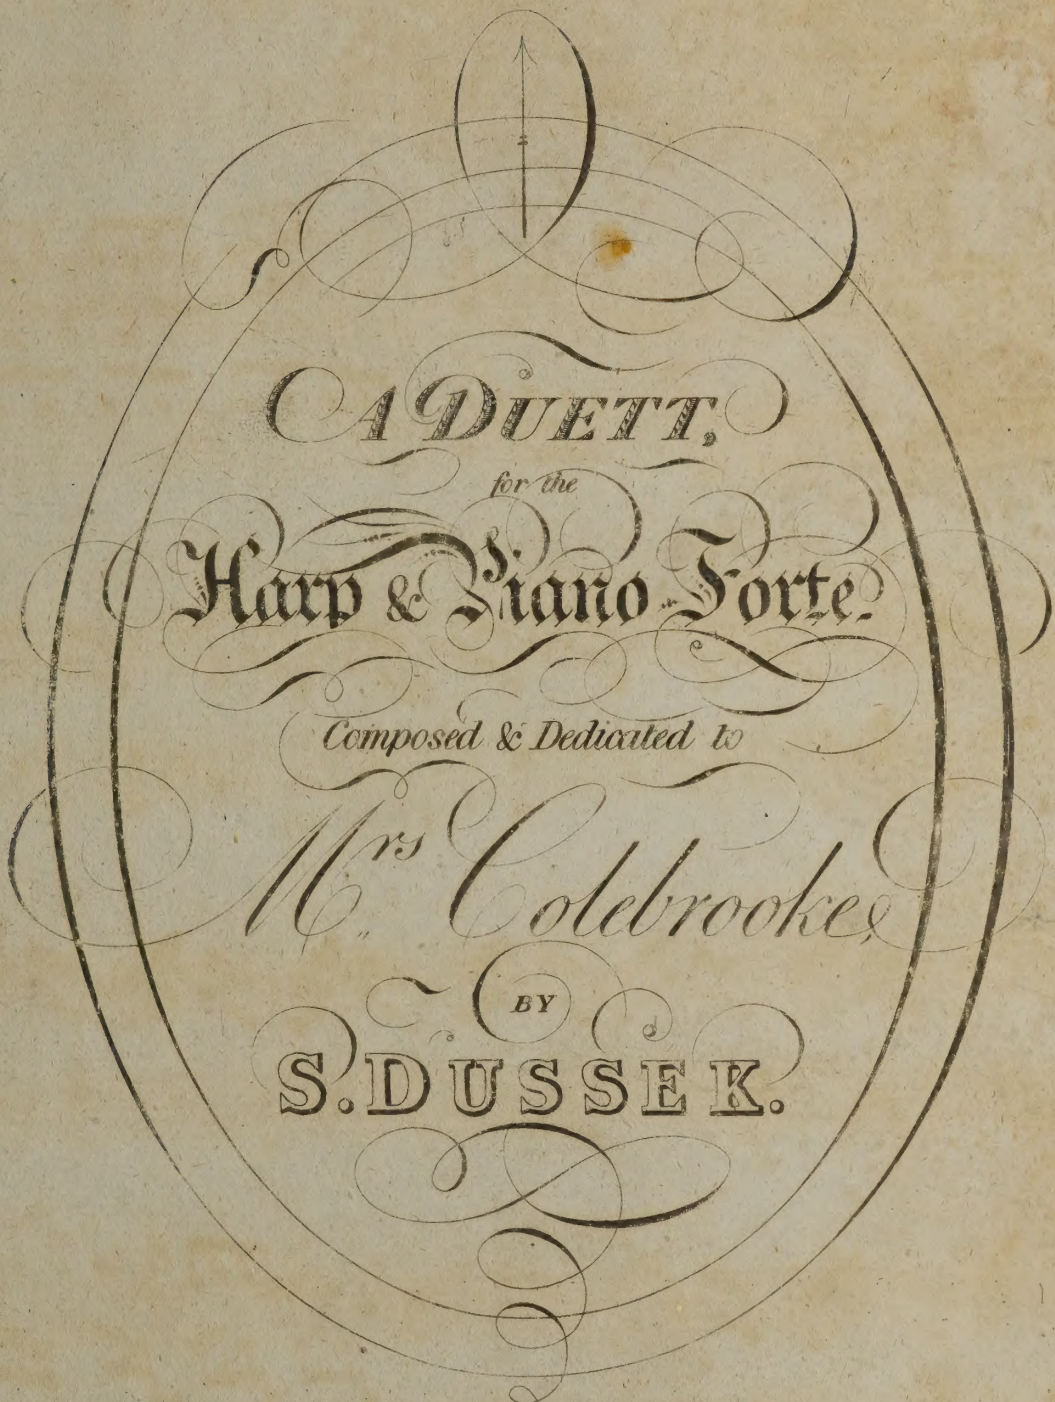 A DUETT,
for the
Harp & Piano Forte.
Composed & Dedicated to
Mrs Colebrooke,
BY
S. DUSSEK.